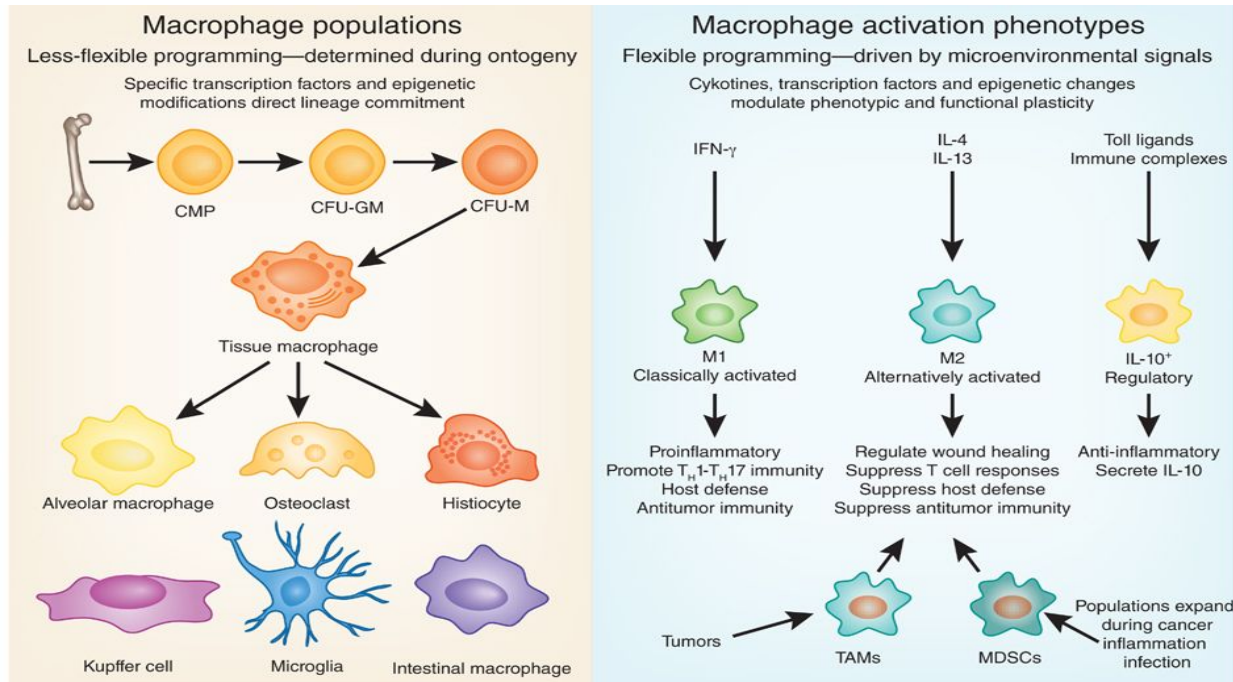 Macrophage populations
Less-flexible programming—determined during ontogeny
Specific transcription factors and epigenetic
modifications direct lineage commitment
CMP
CFU-GM
CFU-M
Tissue macrophage
Alveolar macrophage
Osteoclast
Histiocyte
Kupffer cell
Microglia
Intestinal macrophage
Macrophage activation phenotypes
Flexible programming—driven by microenvironmental signals
Cykotines, transcription factors and epigenetic changes
modulate phenotypic and functional plasticity
IFN-γ
IL-4
IL-13
Toll ligands
Immune complexes
M1
Classically activated
M2
Alternatively activated
IL-10⁺
Regulatory
Proinflammatory
Promote TH1-TH17 immunity
Host defense
Antitumor immunity
Regulate wound healing
Suppress T cell responses
Suppress host defense
Suppress antitumor immunity
Anti-inflammatory
Secrete IL-10
Tumors
TAMs
MDSCs
Populations expand
during cancer
inflammation
infection